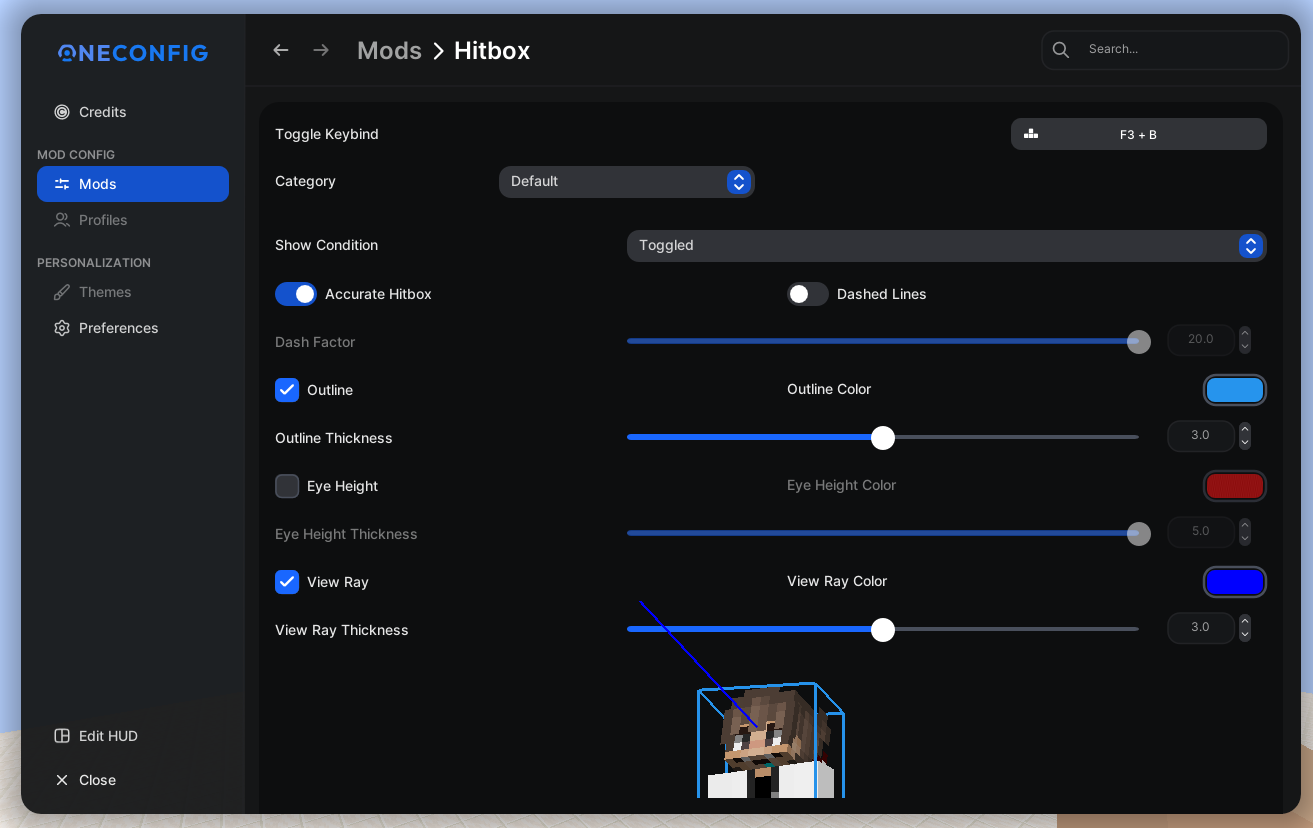 ONECONFIG
Mods > Hitbox
Search...
Credits
MOD CONFIG
Mods
Profiles
PERSONALIZATION
Themes
Preferences
Edit HUD
Close
Toggle Keybind
F3 + B
Category
Default
Show Condition
Toggled
Accurate Hitbox
Dashed Lines
Dash Factor
20.0
Outline
Outline Color
Outline Thickness
3.0
Eye Height
Eye Height Color
Eye Height Thickness
5.0
View Ray
View Ray Color
View Ray Thickness
3.0